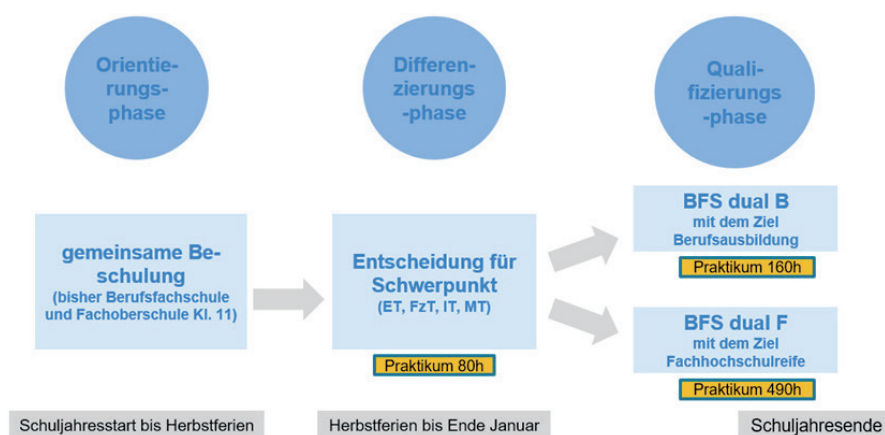 Orientie-
rungs-
phase
Differen-
zierungs
-phase
Quali-
fizierungs
-phase
gemeinsame Be-
schulung
(bisher Berufsfachschule
und Fachoberschule Kl. 11)
Entscheidung für
Schwerpunkt
(ET, FzT, IT, MT)
Praktikum 80h
BFS dual B
mit dem Ziel
Berufsausbildung
Praktikum 160h
BFS dual F
mit dem Ziel
Fachhochschulreife
Praktikum 490h
Schuljahresstart bis Herbstferien
Herbstferien bis Ende Januar
Schuljahresende